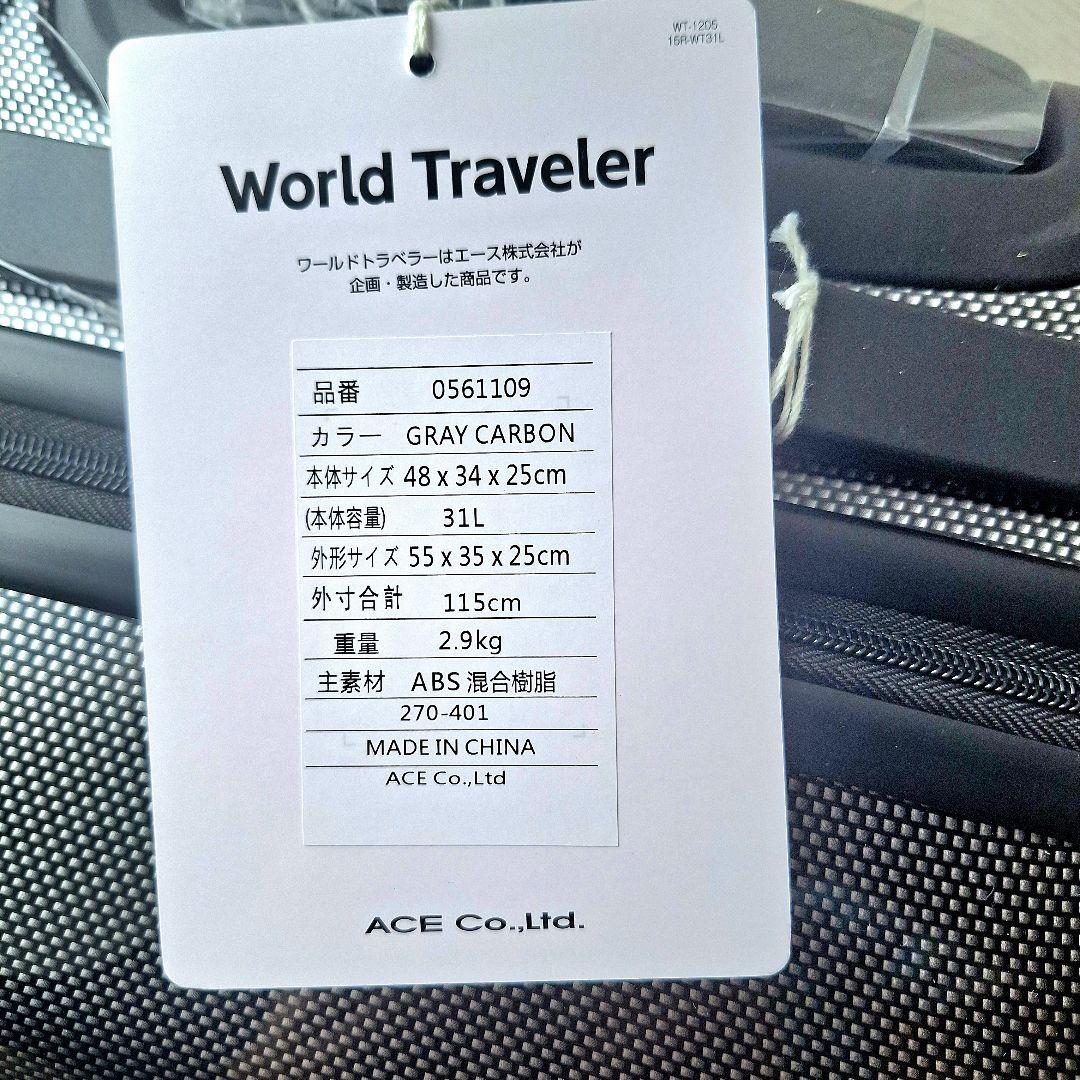 WT-1205
15R-WT31L
World Traveler
ワールドトラベラーはエース株式会社が
企画・製造した商品です。
品番 0561109
カラー GRAY CARBON
本体サイズ 48 x 34 x 25cm
(本体容量) 31L
外形サイズ 55 x 35 x 25cm
外寸合計 115cm
重量 2.9kg
主素材 ABS 混合樹脂
270-401
MADE IN CHINA
ACE Co.,Ltd
ACE Co.,Ltd.